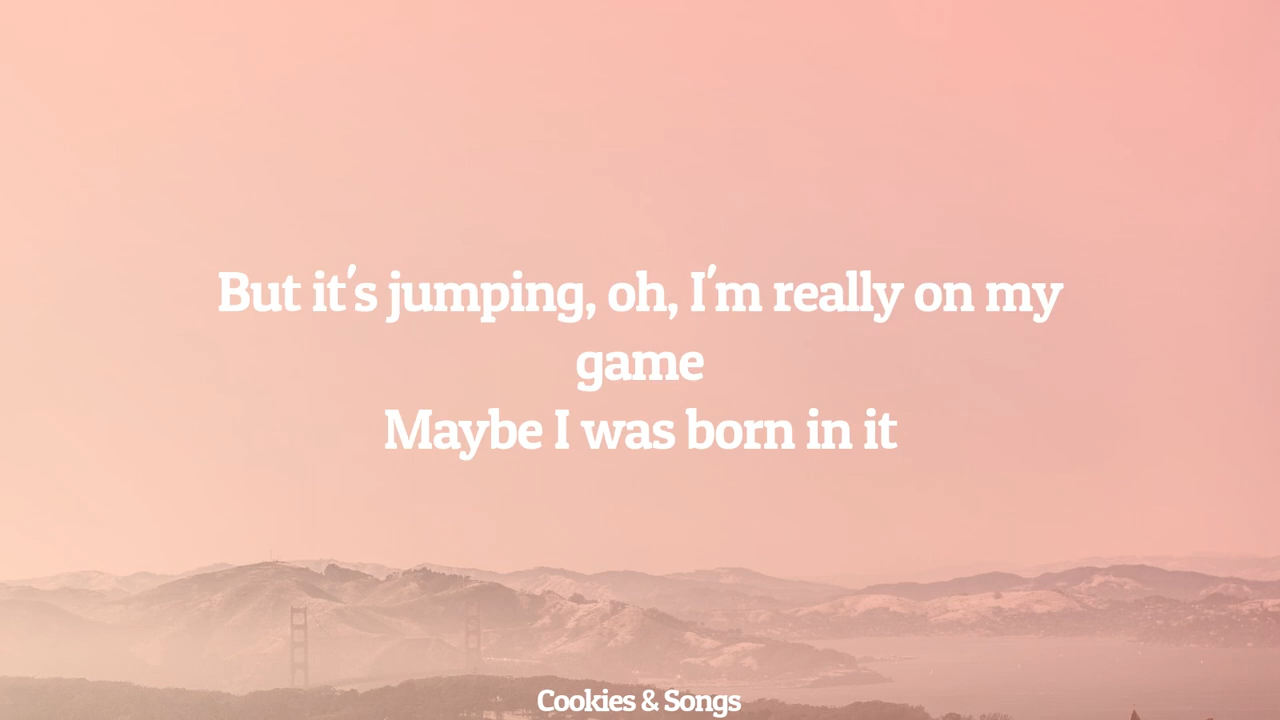 But it's jumping, oh, I'm really on my
game
Maybe I was born in it
Cookies & Songs